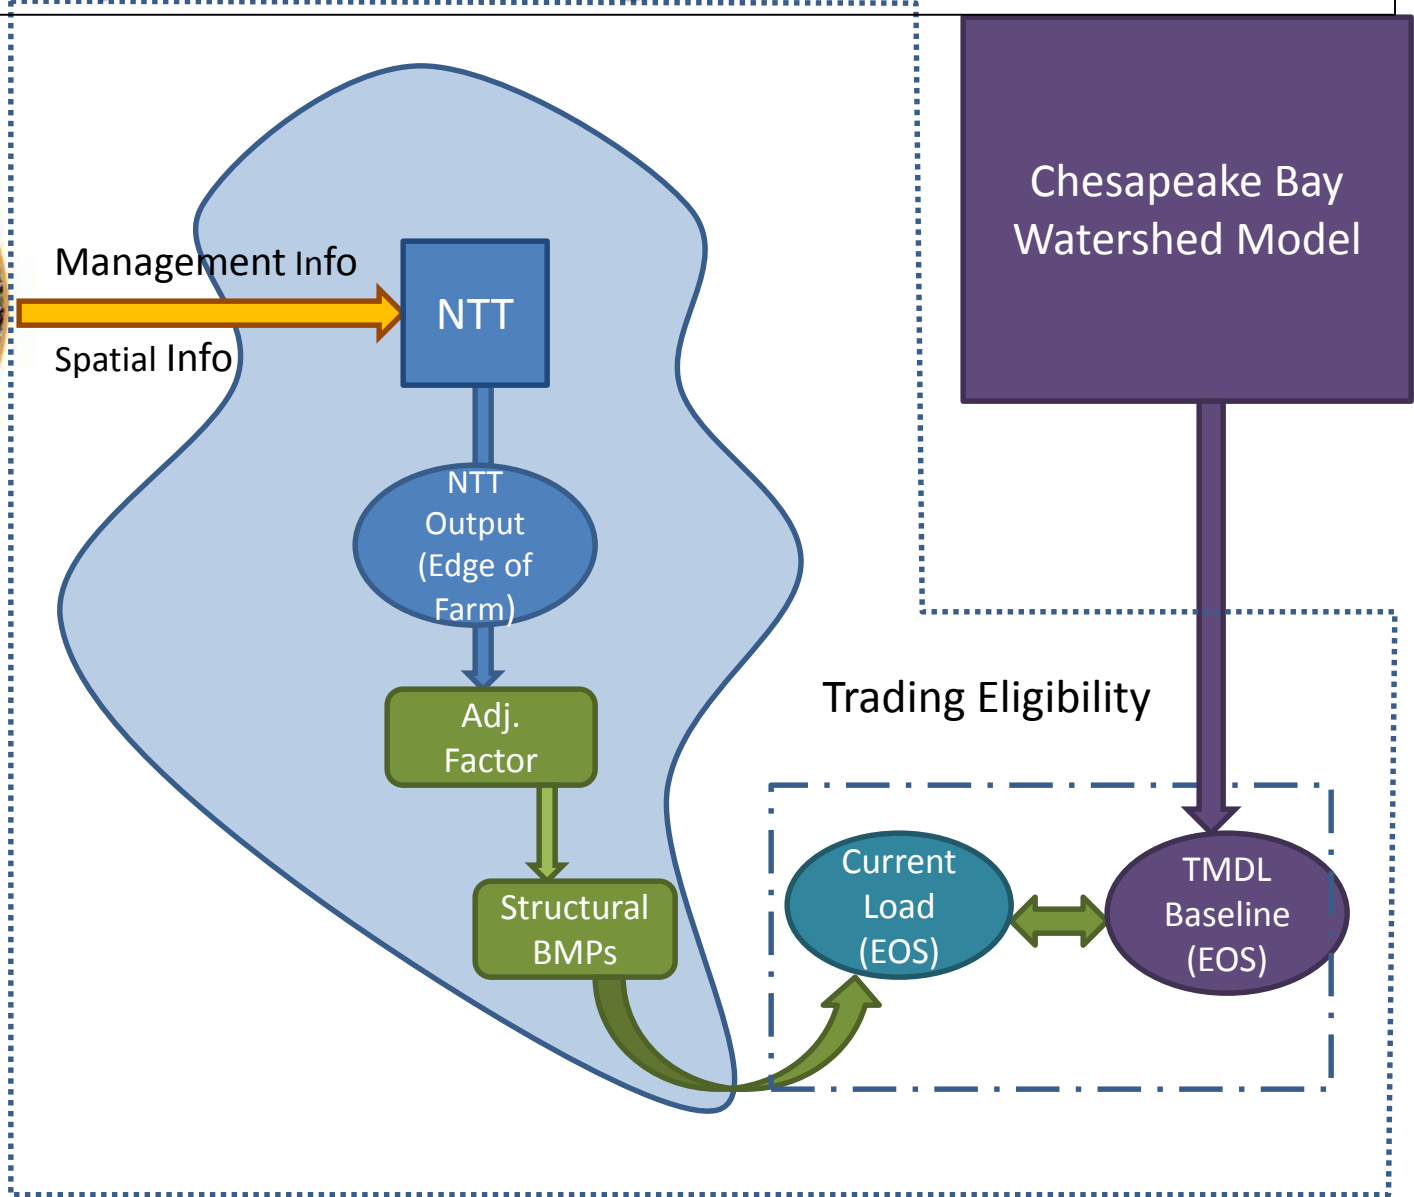 Chesapeake Bay
Watershed Model
Management Info
NTT
Spatial Info
NTT
Output
(Edge of
Farm)
Adj.
Factor
Trading Eligibility
Structural
BMPs
Current
Load
(EOS)
TMDL
Baseline
(EOS)